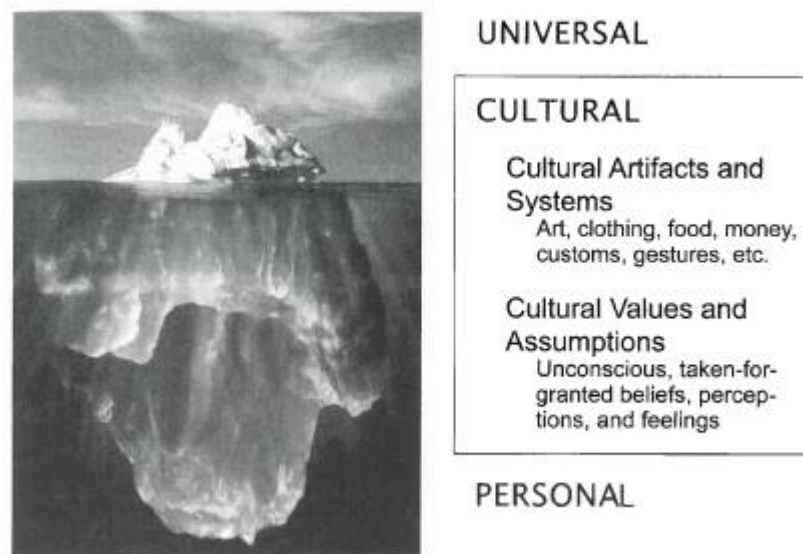 UNIVERSAL
CULTURAL
Cultural Artifacts and
Systems
Art, clothing, food, money,
customs, gestures, etc.
Cultural Values and
Assumptions
Unconscious, taken-for-
granted beliefs, percep-
tions, and feelings
PERSONAL